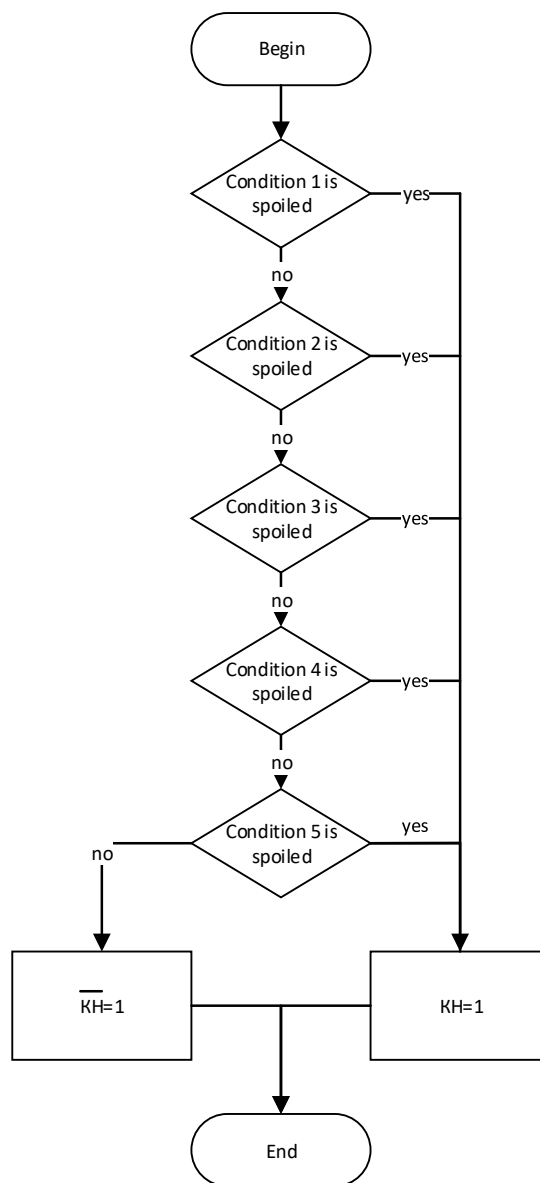 Begin
Condition 1 is
spoiled
yes
no
Condition 2 is
spoiled
yes
no
Condition 3 is
spoiled
yes
no
Condition 4 is
spoiled
yes
no
Condition 5 is
spoiled
yes
no
K̅H̅=1
KH=1
End